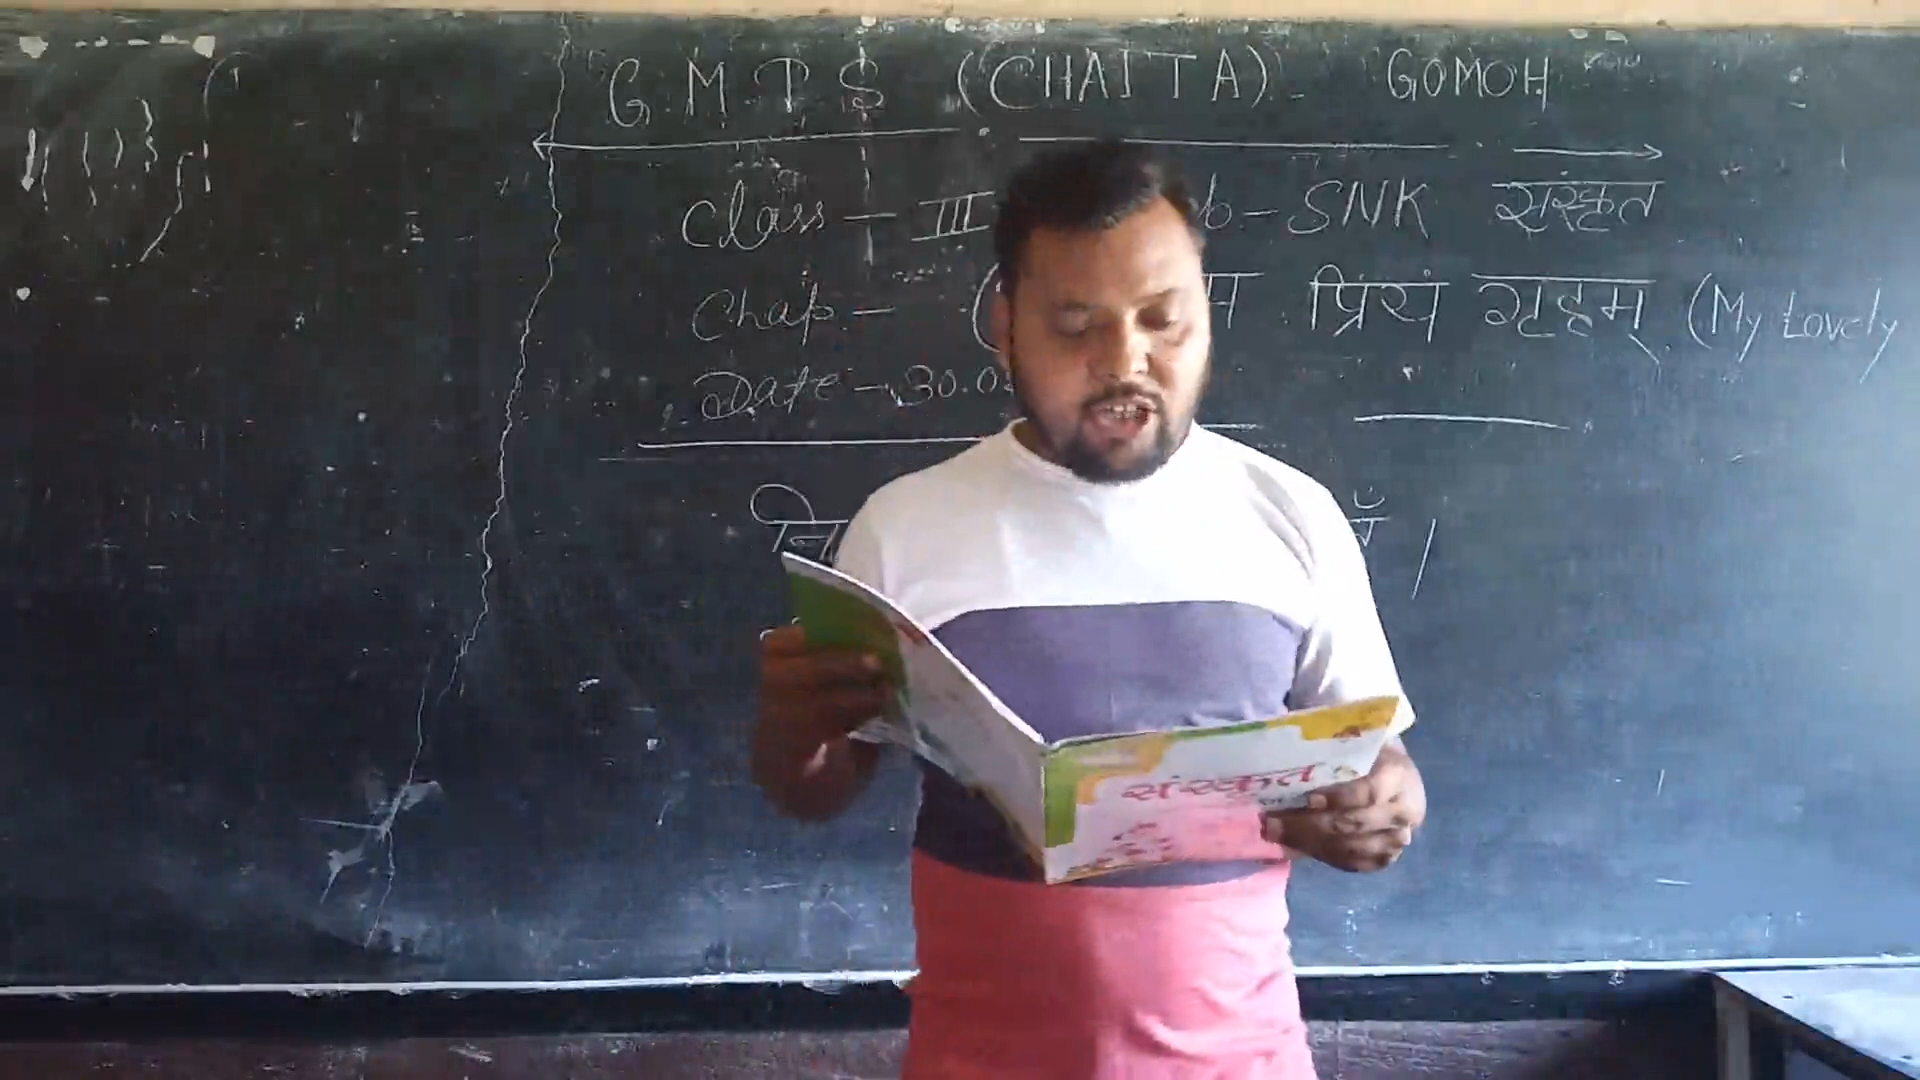 G.M.P.S (CHAITA) GOMOH
Class - III b - SNK संस्कृत
Chap - म प्रियं गृहम् (My Lovely
Date - 30.0
नि
संस्कृत